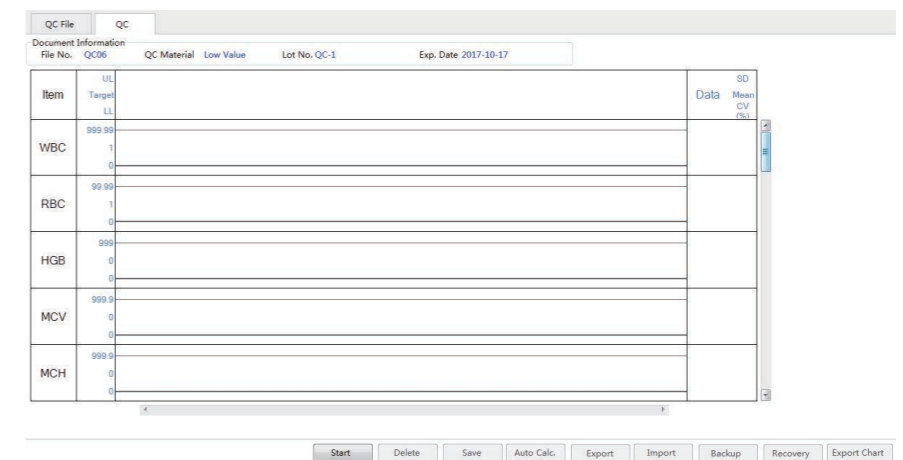 QC File QC
Document Information
File No. QC06 QC Material Low Value Lot No. QC-1 Exp. Date 2017-10-17
Item UL Target LL Data SD Mean CV (%)
WBC 999.99 1 0
RBC 99.99 1 0
HGB 999 0 0
MCV 999.9 0 0
MCH 999.9 0 0
Start Delete Save Auto Calc. Export Import Backup Recovery Export Chart